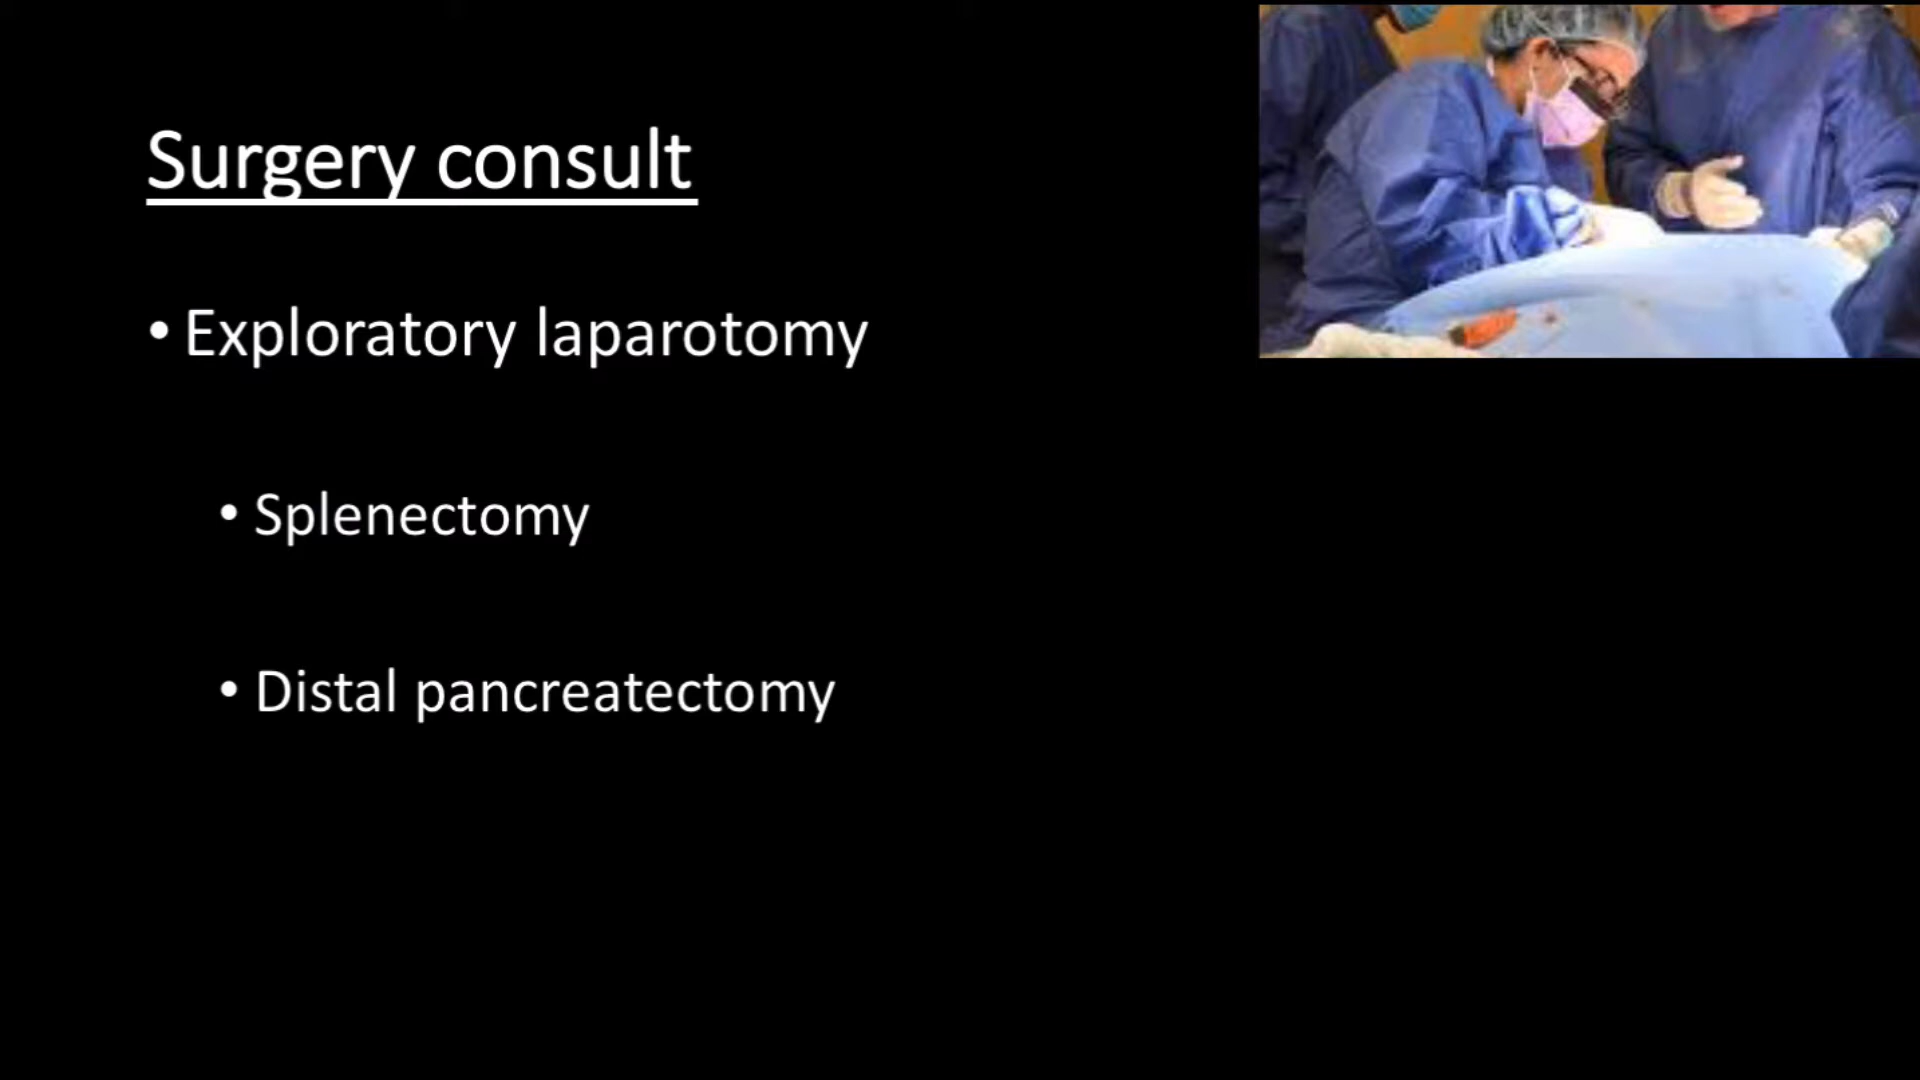 Surgery consult
• Exploratory laparotomy
• Splenectomy
• Distal pancreatectomy